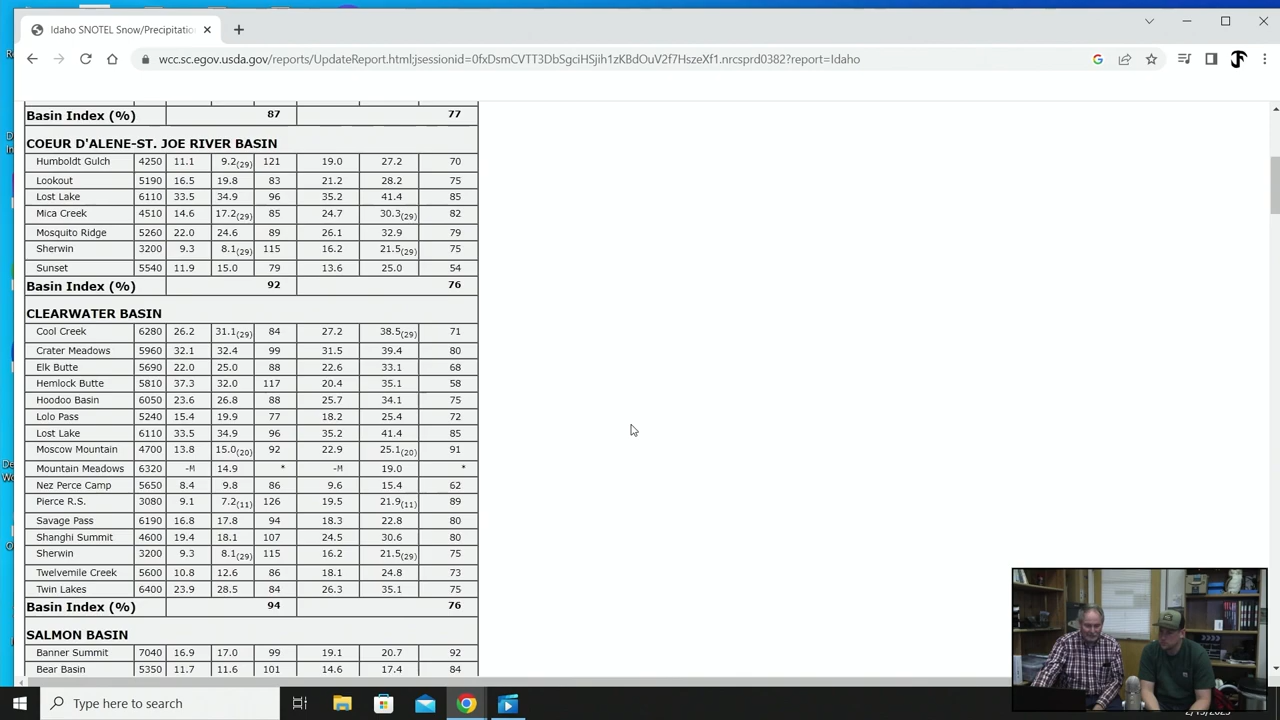 Idaho SNOTEL Snow/Precipitatio
wcc.sc.egov.usda.gov/reports/UpdateReport.html;jsessionid=0fxDsmCVTT3DbSgciHSjih1zKBdOuV2f7HszeXf1.nrcsprd0382?report=Idaho
Basin Index (%) 87 77
COEUR D'ALENE-ST. JOE RIVER BASIN
Humboldt Gulch 4250 11.1 9.2(29) 121 19.0 27.2 70
Lookout 5190 16.5 19.8 83 21.2 28.2 75
Lost Lake 6110 33.5 34.9 96 35.2 41.4 85
Mica Creek 4510 14.6 17.2(29) 85 24.7 30.3(29) 82
Mosquito Ridge 5260 22.0 24.6 89 26.1 32.9 79
Sherwin 3200 9.3 8.1(29) 115 16.2 21.5(29) 75
Sunset 5540 11.9 15.0 79 13.6 25.0 54
Basin Index (%) 92 76
CLEARWATER BASIN
Cool Creek 6280 26.2 31.1(29) 84 27.2 38.5(29) 71
Crater Meadows 5960 32.1 32.4 99 31.5 39.4 80
Elk Butte 5690 22.0 25.0 88 22.6 33.1 68
Hemlock Butte 5810 37.3 32.0 117 20.4 35.1 58
Hoodoo Basin 6050 23.6 26.8 88 25.7 34.1 75
Lolo Pass 5240 15.4 19.9 77 18.2 25.4 72
Lost Lake 6110 33.5 34.9 96 35.2 41.4 85
Moscow Mountain 4700 13.8 15.0(20) 92 22.9 25.1(20) 91
Mountain Meadows 6320 -M 14.9 * -M 19.0 *
Nez Perce Camp 5650 8.4 9.8 86 9.6 15.4 62
Pierce R.S. 3080 9.1 7.2(11) 126 19.5 21.9(11) 89
Savage Pass 6190 16.8 17.8 94 18.3 22.8 80
Shanghi Summit 4600 19.4 18.1 107 24.5 30.6 80
Sherwin 3200 9.3 8.1(29) 115 16.2 21.5(29) 75
Twelvemile Creek 5600 10.8 12.6 86 18.1 24.8 73
Twin Lakes 6400 23.9 28.5 84 26.3 35.1 75
Basin Index (%) 94 76
SALMON BASIN
Banner Summit 7040 16.9 17.0 99 19.1 20.7 92
Bear Basin 5350 11.7 11.6 101 14.6 17.4 84
Type here to search